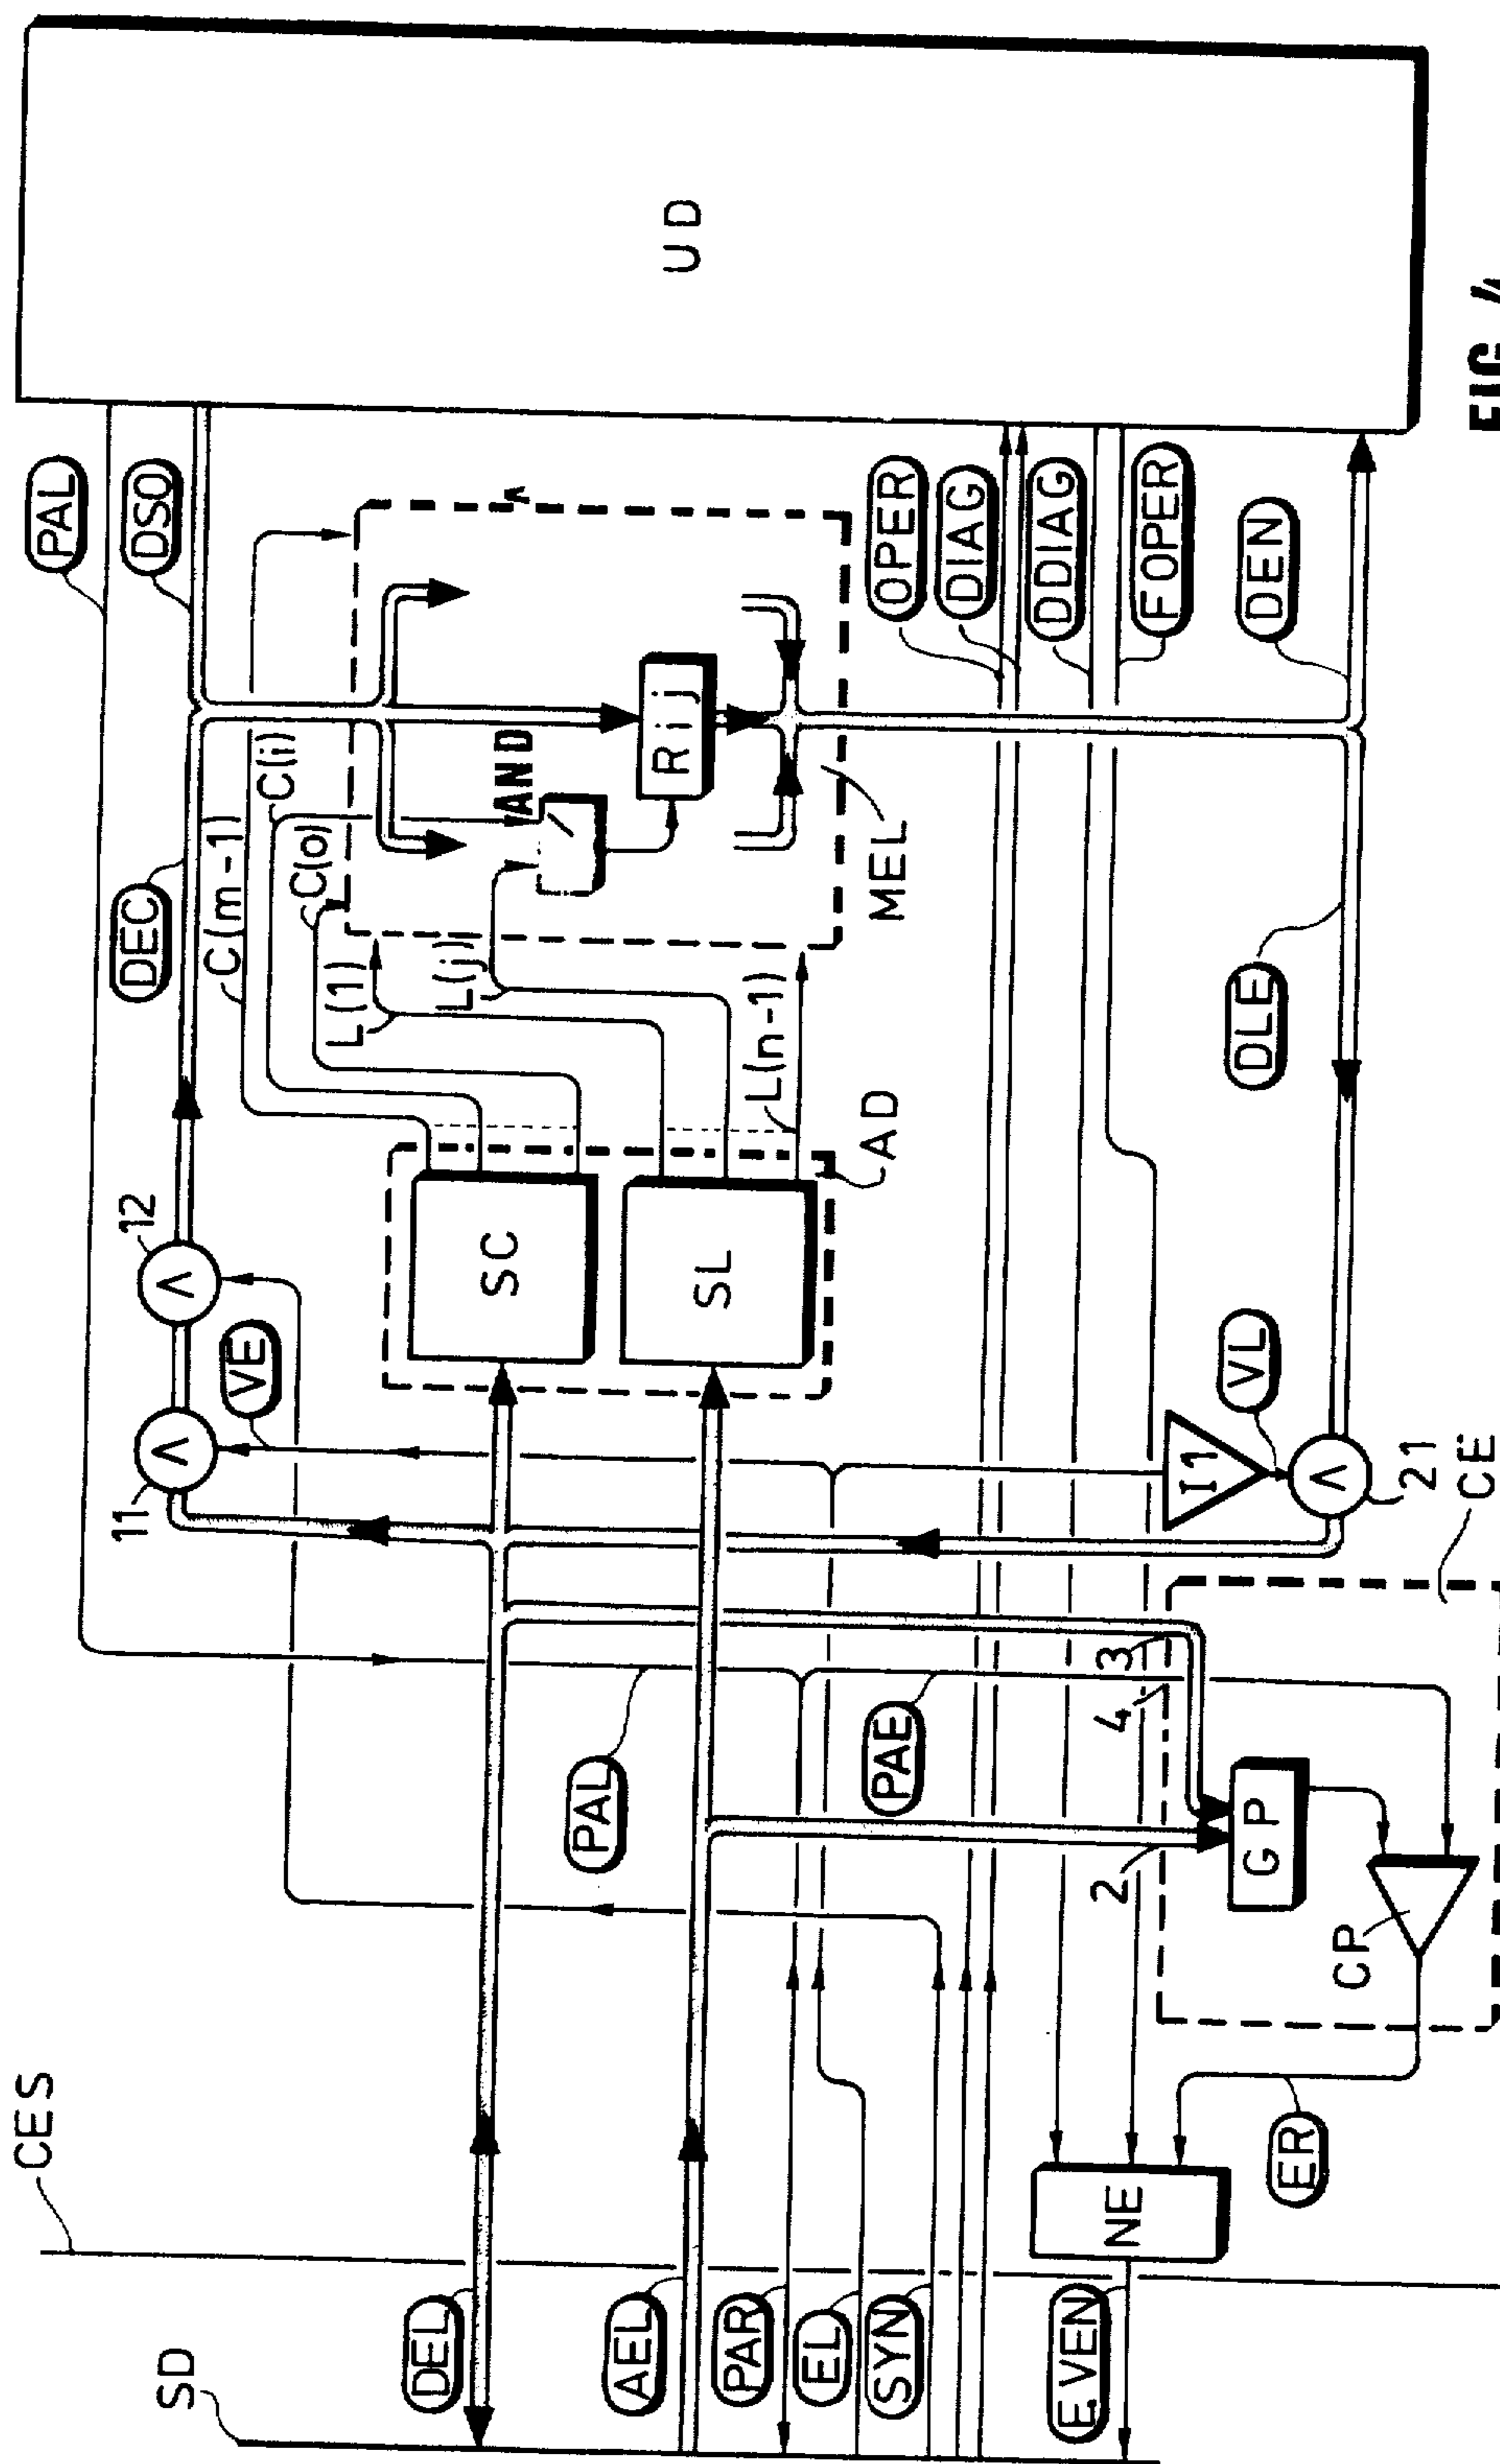 PAL
DSO
DEC
C(m-1)
C(i)
C(o)
L(1)
L(j)
L(n-1)
AND
Rij
MEL
UD
OPER
DIAG
DDIAG
FOPER
DEN
DLE
12
11
VE
SC
SL
AD
VL
I1
21
CE
3
4
2
PAL
PAE
GP
CP
CES
SD
DEL
AEL
PAR
EL
SYN
EVEN
NE
ER
FIG_4